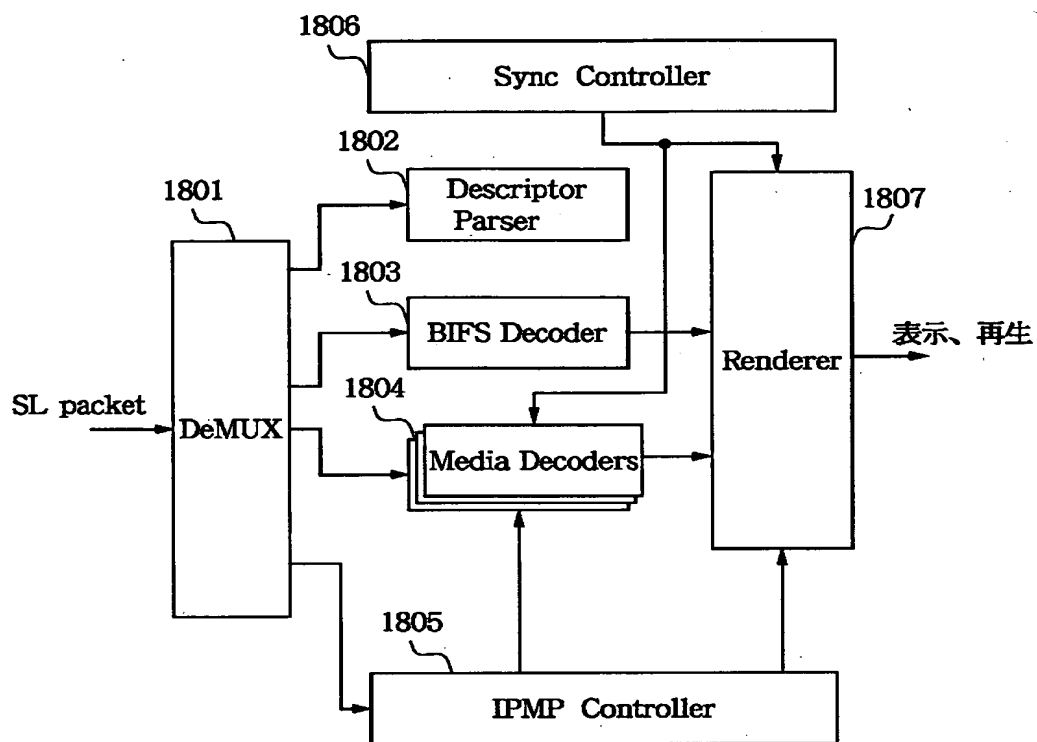 1806
Sync Controller
1802
Descriptor
Parser
1801
1807
1803
BIFS Decoder
表示、再生
Renderer
SL packet
DeMUX
1804
Media Decoders
1805
IPMP Controller